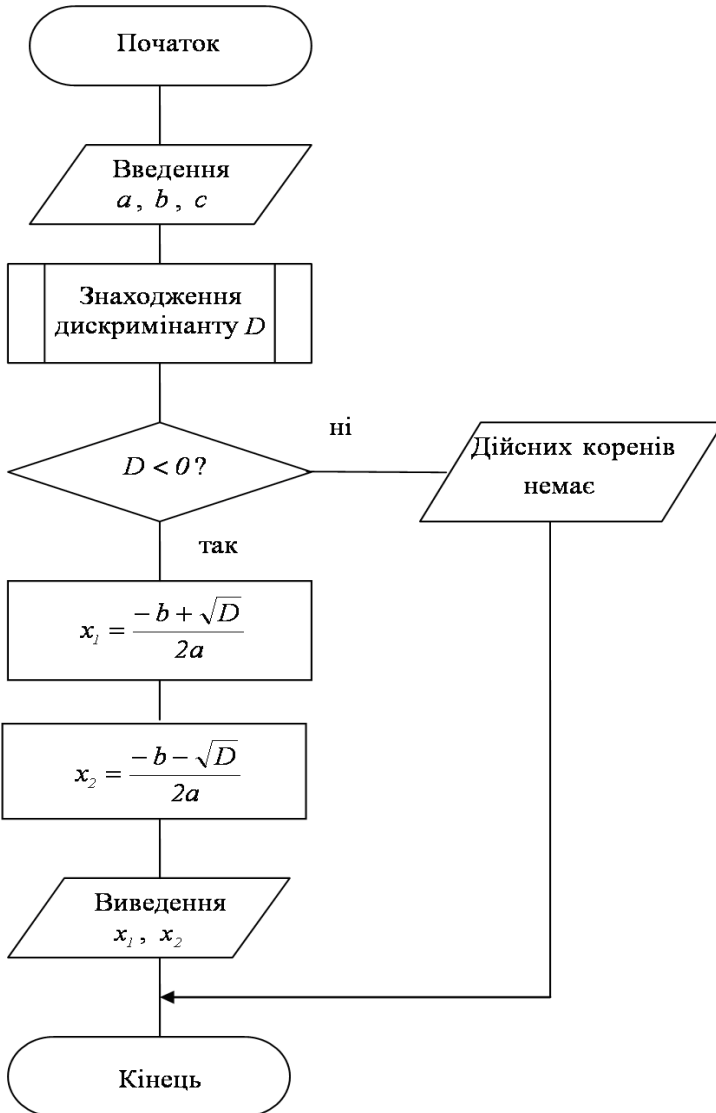 Початок
Введення
a , b , c
Знаходження
дискримінанту D
D < 0 ?
ні
Дійсних коренів
немає
так
x₁ = (−b + √D) / 2a
x₂ = (−b − √D) / 2a
Виведення
x₁ , x₂
Кінець